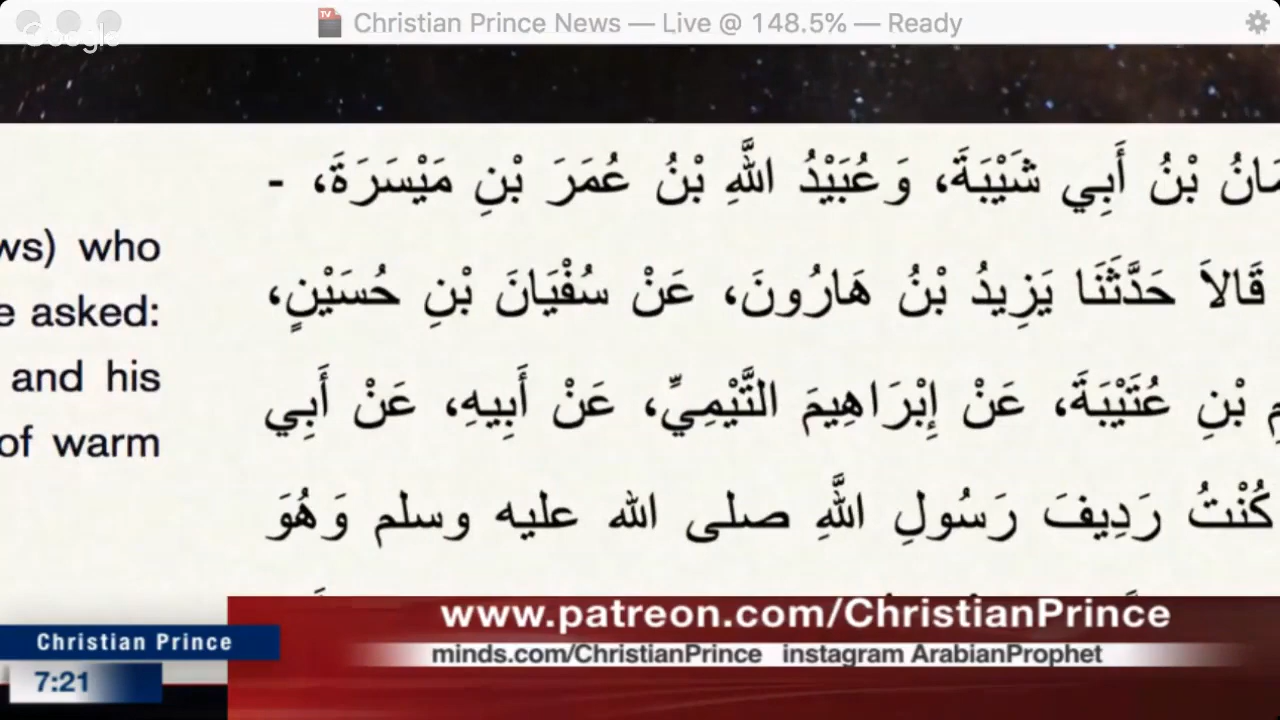 Christian Prince News — Live @ 148.5% — Ready
Google
مَانُ بْنُ أَبِي شَيْبَةَ، وَعُبَيْدُ اللَّهِ بْنُ عُمَرَ بْنِ مَيْسَرَةَ، -
قَالاَ حَدَّثَنَا يَزِيدُ بْنُ هَارُونَ، عَنْ سُفْيَانَ بْنِ حُسَيْنٍ،
مِ بْنِ عُتَيْبَةَ، عَنْ إِبْرَاهِيمَ التَّيْمِيِّ، عَنْ أَبِيهِ، عَنْ أَبِي
كُنْتُ رَدِيفَ رَسُولِ اللَّهِ صلى الله عليه وسلم وَهُوَ
ws) who
e asked:
and his
of warm
www.patreon.com/ChristianPrince
minds.com/ChristianPrince instagram ArabianProphet
Christian Prince
7:21